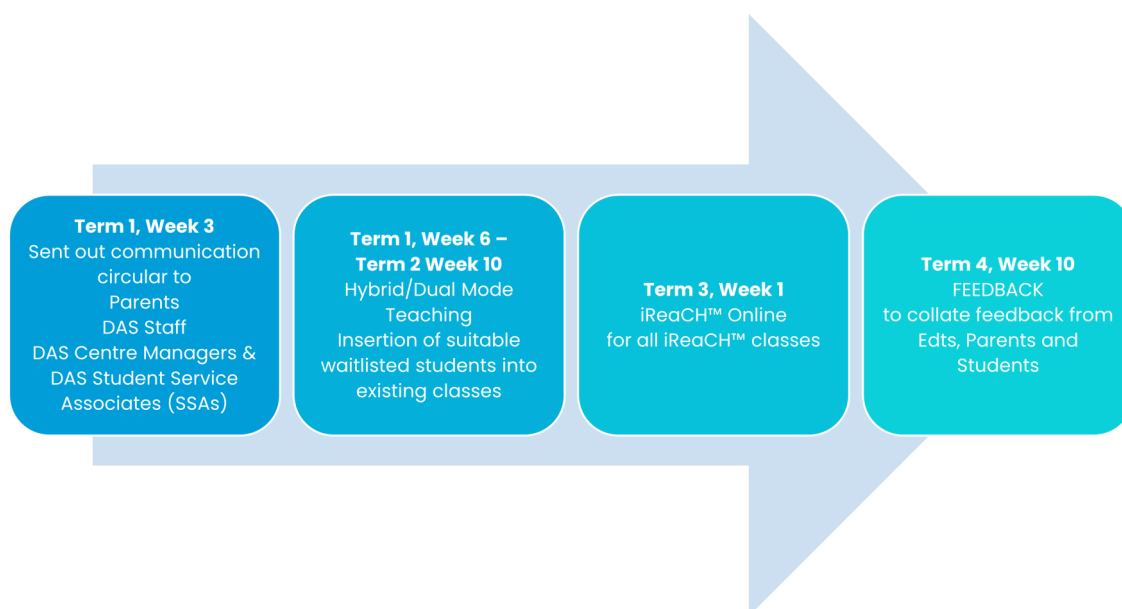 Term 1, Week 3
Sent out communication
circular to
Parents
DAS Staff
DAS Centre Managers &
DAS Student Service
Associates (SSAs)
Term 1, Week 6 –
Term 2 Week 10
Hybrid/Dual Mode
Teaching
Insertion of suitable
waitlisted students into
existing classes
Term 3, Week 1
iReaCH™ Online
for all iReaCH™ classes
Term 4, Week 10
FEEDBACK
to collate feedback from
Edts, Parents and
Students